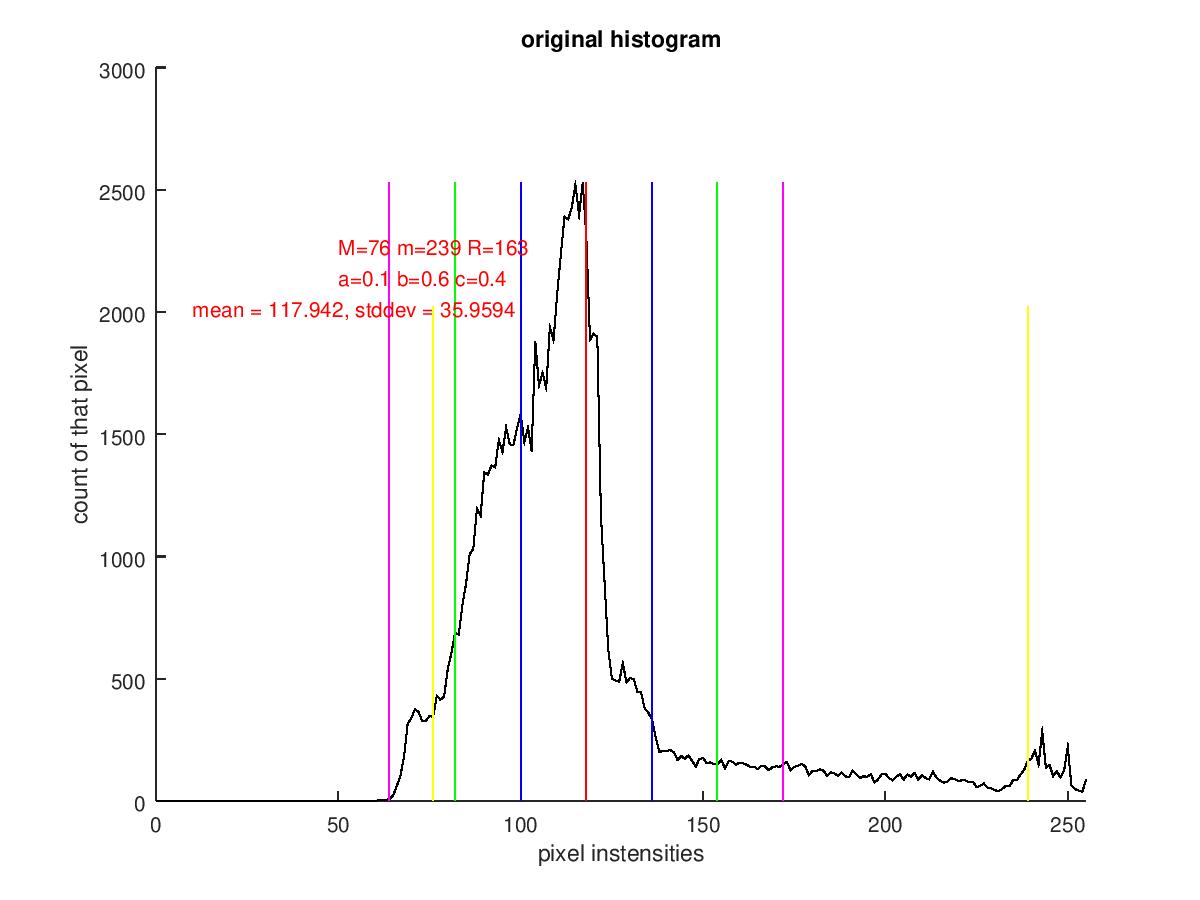 original histogram
3000
2500
2000
1500
1000
500
0
count of that pixel
M=76 m=239 R=163
a=0.1 b=0.6 c=0.4
mean = 117.942, stddev = 35.9594
0 50 100 150 200 250
pixel instensities